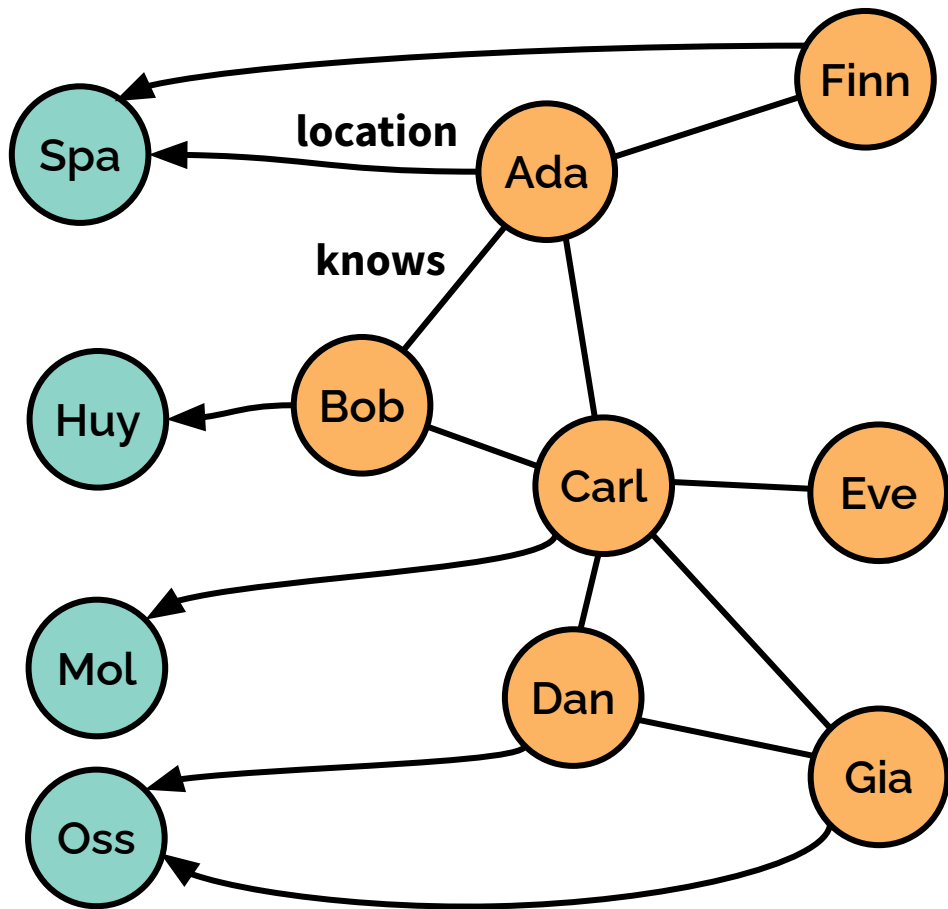 Finn
Spa
location
Ada
knows
Bob
Huy
Carl
Eve
Mol
Dan
Gia
Oss